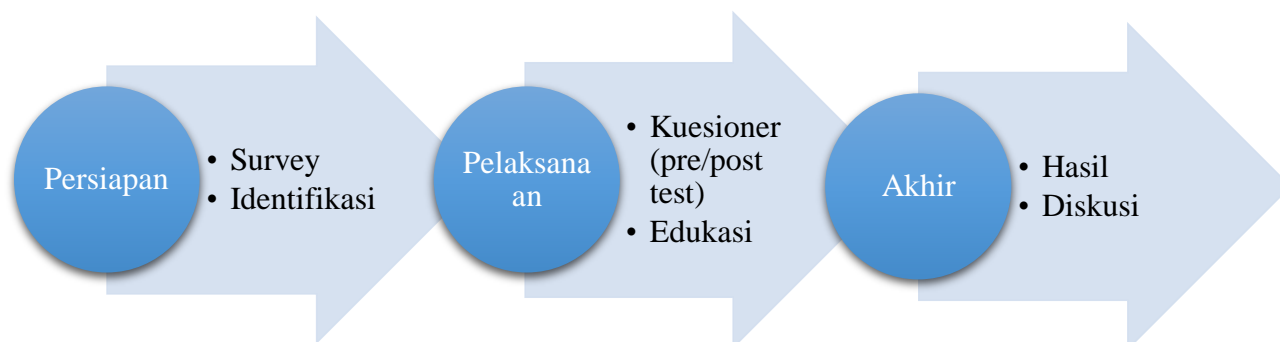 Persiapan
• Survey
• Identifikasi
Pelaksana
an
• Kuesioner
(pre/post
test)
• Edukasi
Akhir
• Hasil
• Diskusi